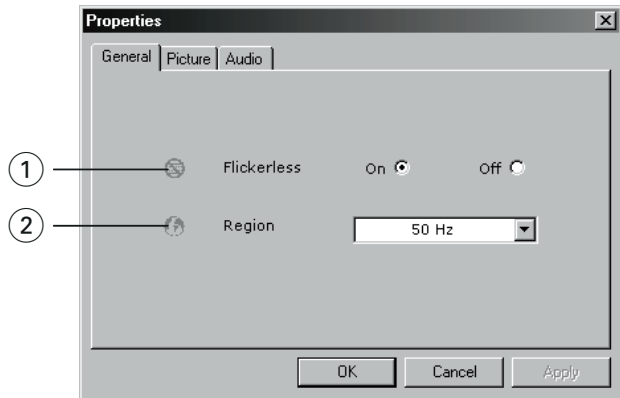 Properties
General Picture Audio
1 Flickerless On Off
2 Region 50 Hz
OK Cancel Apply